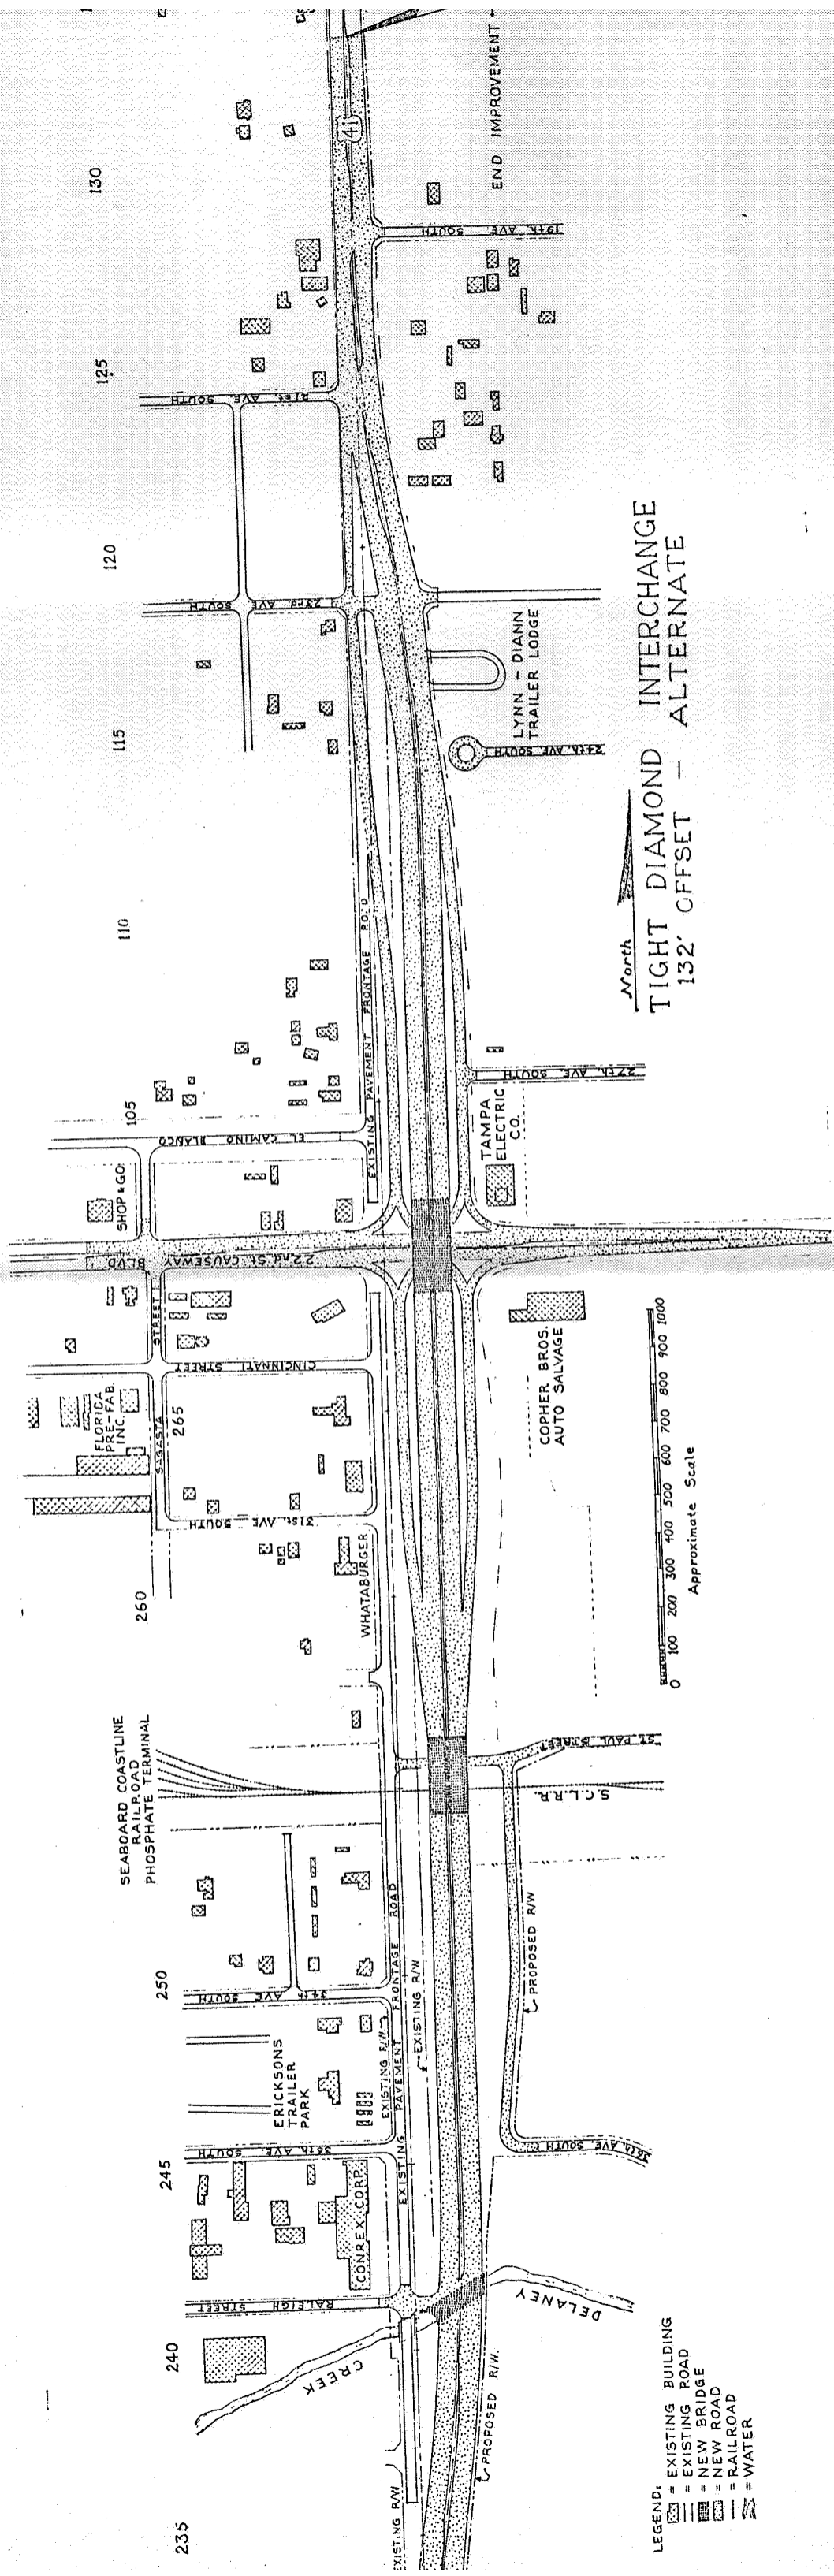 END IMPROVEMENT
130
41
19th. AVE SOUTH
125
21st. AVE. SOUTH
120
23rd AVE SOUTH
LYNN - DIANN
TRAILER LODGE
24th. AVE SOUTH
115
North
TIGHT DIAMOND INTERCHANGE
132' OFFSET - ALTERNATE
110
EXISTING PAVEMENT FRONTAGE ROAD
27th. AVE. SOUTH
105
EL CAMINO BLANCO
TAMPA
ELECTRIC
CO.
SHOP & GO
22nd St. CAUSEWAY
BLVD
STREET
CINCINNATI STREET
COPHER BROS.
AUTO SALVAGE
FLORIDA
PRE-FAB.
INC.
265
SAGASTA
31st. AVE SOUTH
WHATABURGER
260
0 100 200 300 400 500 600 700 800 900 1000
Approximate Scale
SEABOARD COASTLINE
RAILROAD
PHOSPHATE TERMINAL
ST. PAUL STREET
S.C.L.R.R.
PROPOSED R/W
250
34th AVE SOUTH
EXISTING PAVEMENT FRONTAGE ROAD
EXISTING R/W
EXISTING R/W
ERICKSONS
TRAILER
PARK
36th. AVE. SOUTH
36th. AVE. SOUTH
245
CONREX CORP.
RALEIGH STREET
DELANEY
CREEK
240
PROPOSED R/W.
EXISTING R/W
235
LEGEND:
= EXISTING BUILDING
= EXISTING ROAD
= NEW BRIDGE
= NEW ROAD
= RAILROAD
= WATER